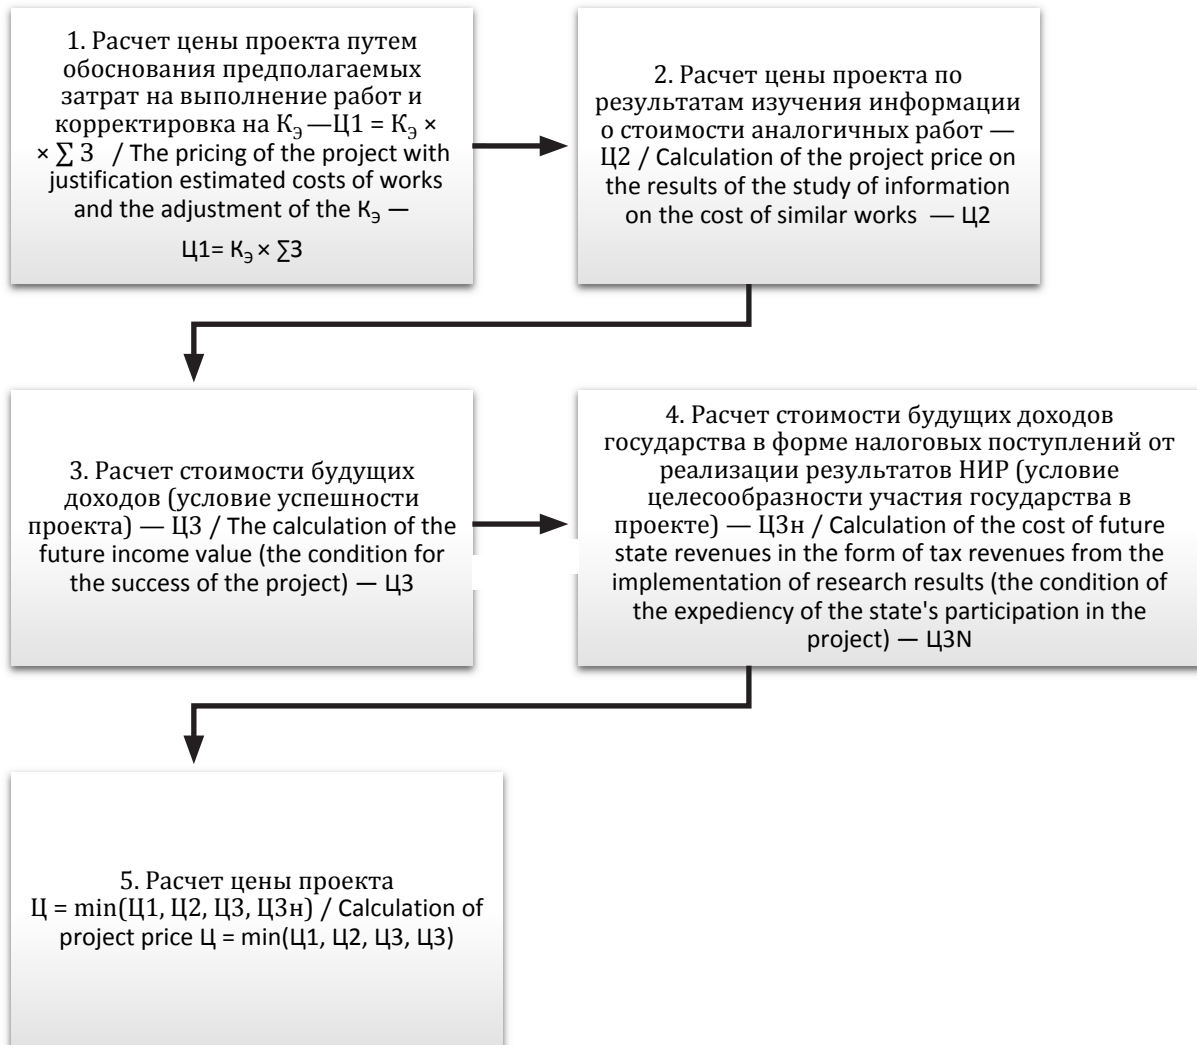 1. Расчет цены проекта путем
обоснования предполагаемых
затрат на выполнение работ и
корректировка на Кэ —Ц1 = Кэ ×
× ∑ З / The pricing of the project with
justification estimated costs of works
and the adjustment of the Кэ —
Ц1= Кэ × ∑З
2. Расчет цены проекта по
результатам изучения информации
о стоимости аналогичных работ —
Ц2 / Calculation of the project price on
the results of the study of information
on the cost of similar works — Ц2
3. Расчет стоимости будущих
доходов (условие успешности
проекта) — Ц3 / The calculation of the
future income value (the condition for
the success of the project) — Ц3
4. Расчет стоимости будущих доходов
государства в форме налоговых поступлений от
реализации результатов НИР (условие
целесообразности участия государства в
проекте) — Ц3н / Calculation of the cost of future
state revenues in the form of tax revenues from the
implementation of research results (the condition of
the expediency of the state's participation in the
project) — Ц3N
5. Расчет цены проекта
Ц = min(Ц1, Ц2, Ц3, Ц3н) / Calculation of
project price Ц = min(Ц1, Ц2, Ц3, Ц3)